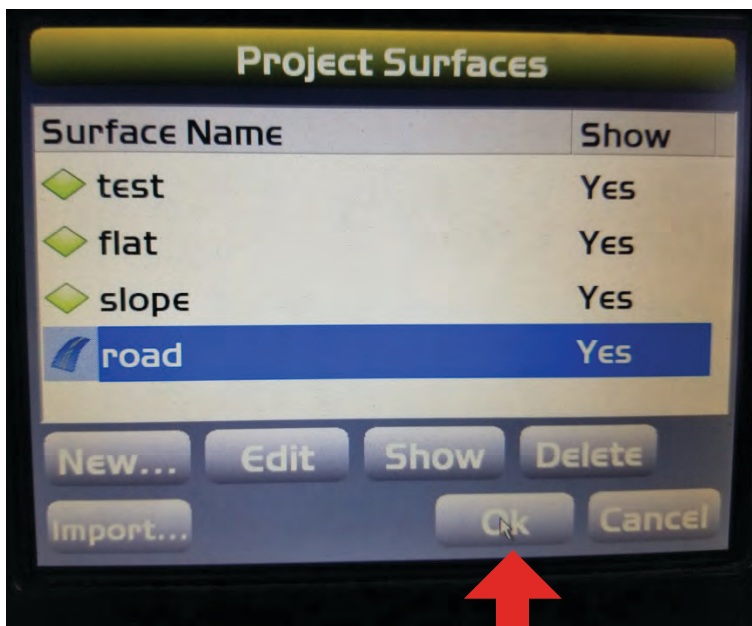 Project Surfaces
Surface Name Show
test Yes
flat Yes
slope Yes
road Yes
New... Edit Show Delete
Import... Ok Cancel